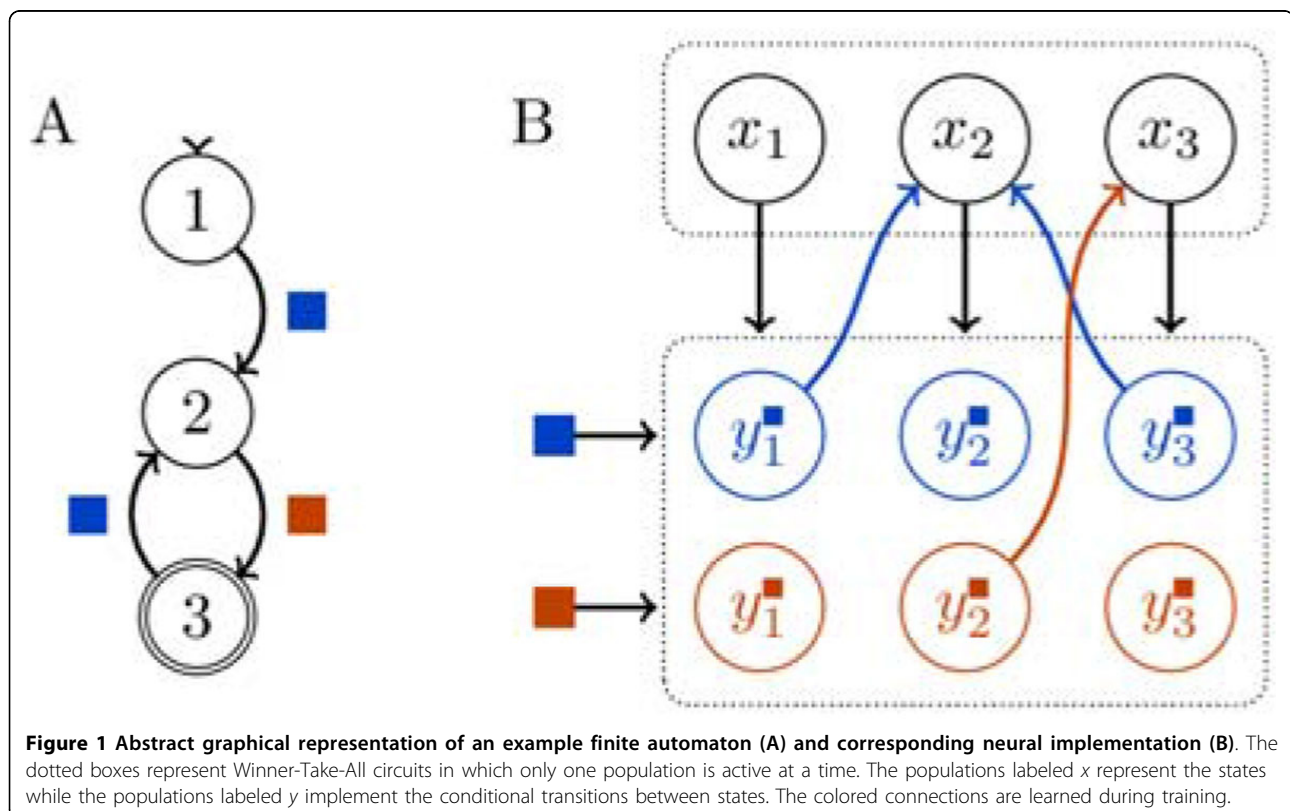 A
B
1
2
3
x₁ x₂ x₃
y₁■ y₂■ y₃■
y₁■ y₂■ y₃■
Figure 1 Abstract graphical representation of an example finite automaton (A) and corresponding neural implementation (B). The
dotted boxes represent Winner-Take-All circuits in which only one population is active at a time. The populations labeled x represent the states
while the populations labeled y implement the conditional transitions between states. The colored connections are learned during training.